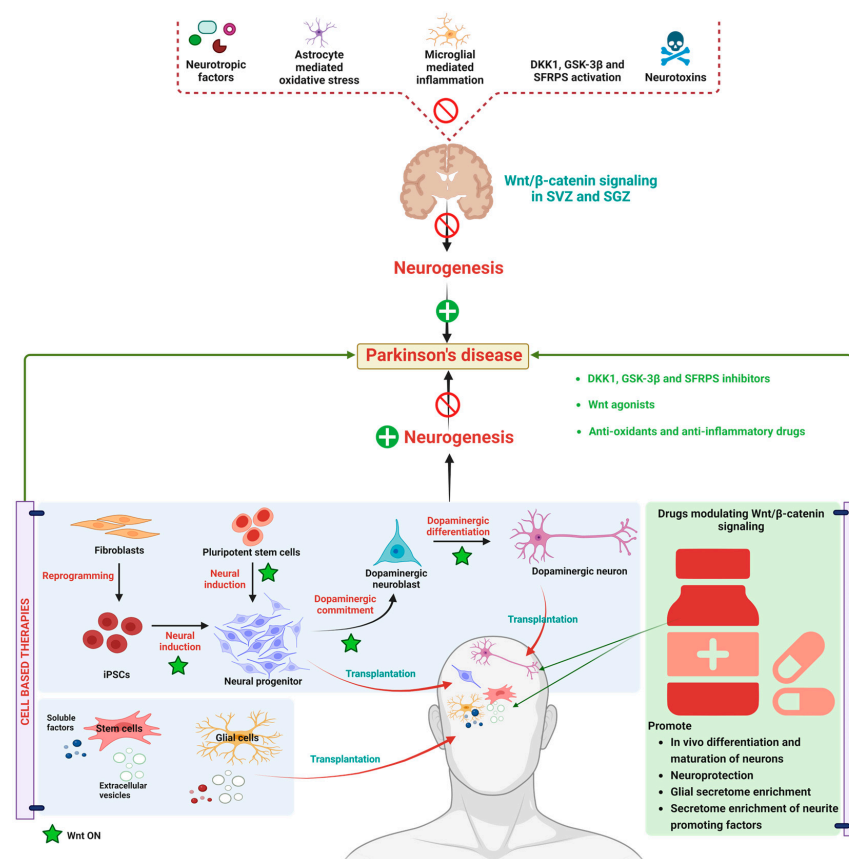 Neurotropic
factors
Astrocyte
mediated
oxidative stress
Microglial
mediated
inflammation
DKK1, GSK-3β and
SFRPS activation
Neurotoxins
Wnt/β-catenin signaling
in SVZ and SGZ
Neurogenesis
Parkinson's disease
DKK1, GSK-3β and SFRPS inhibitors
Wnt agonists
Anti-oxidants and anti-inflammatory drugs
Neurogenesis
CELL BASED THERAPIES
Fibroblasts
Pluripotent stem cells
Reprogramming
Neural
induction
iPSCs
Neural
induction
Neural progenitor
Dopaminergic
commitment
Dopaminergic
neuroblast
Dopaminergic
differentiation
Dopaminergic neuron
Transplantation
Transplantation
Soluble
factors
Stem cells
Extracellular
vesicles
Glial cells
Transplantation
Wnt ON
Drugs modulating Wnt/β-catenin
signaling
Promote
In vivo differentiation and
maturation of neurons
Neuroprotection
Glial secretome enrichment
Secretome enrichment of neurite
promoting factors